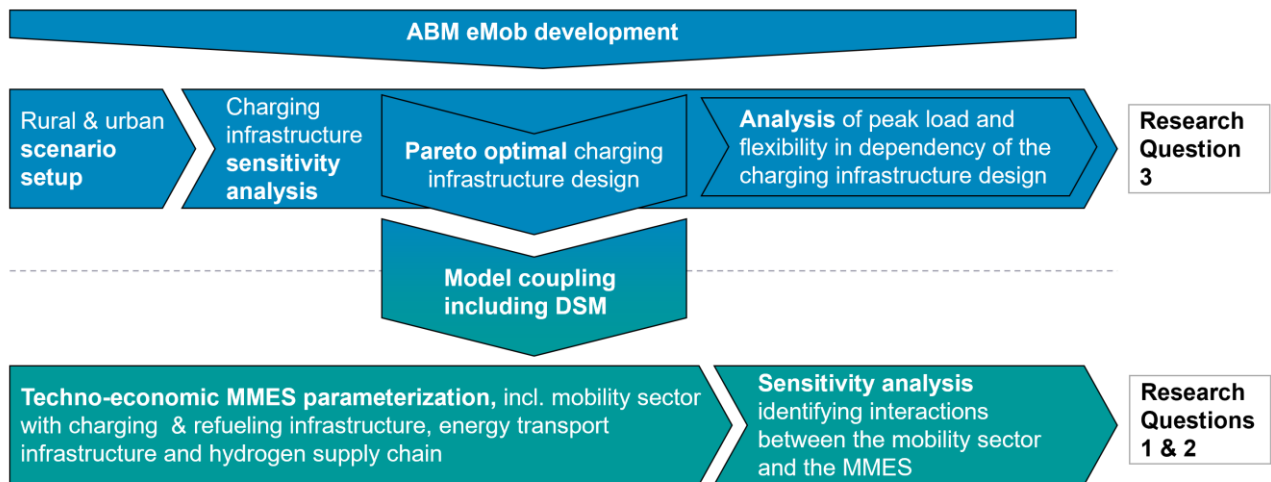 ABM eMob development
Rural & urban
scenario
setup
Charging
infrastructure
sensitivity
analysis
Pareto optimal charging
infrastructure design
Analysis of peak load and
flexibility in dependency of the
charging infrastructure design
Research
Question
3
Model coupling
including DSM
Techno-economic MMES parameterization, incl. mobility sector
with charging & refueling infrastructure, energy transport
infrastructure and hydrogen supply chain
Sensitivity analysis
identifying interactions
between the mobility sector
and the MMES
Research
Questions
1 & 2